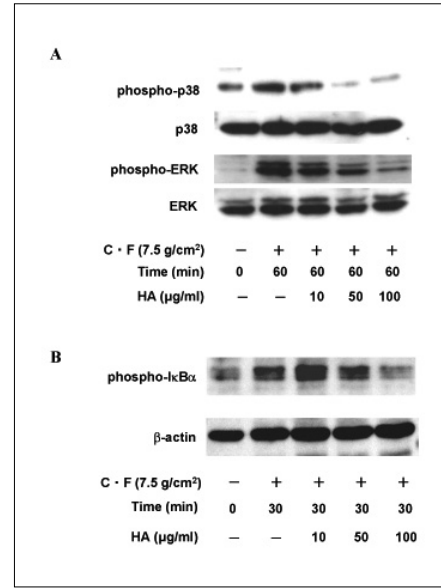 A
phospho-p38
p38
phospho-ERK
ERK
C · F (7.5 g/cm²) – + + + +
Time (min) 0 60 60 60 60
HA (µg/ml) – – 10 50 100
B
phospho-IκBα
β-actin
C · F (7.5 g/cm²) – + + + +
Time (min) 0 30 30 30 30
HA (µg/ml) – – 10 50 100